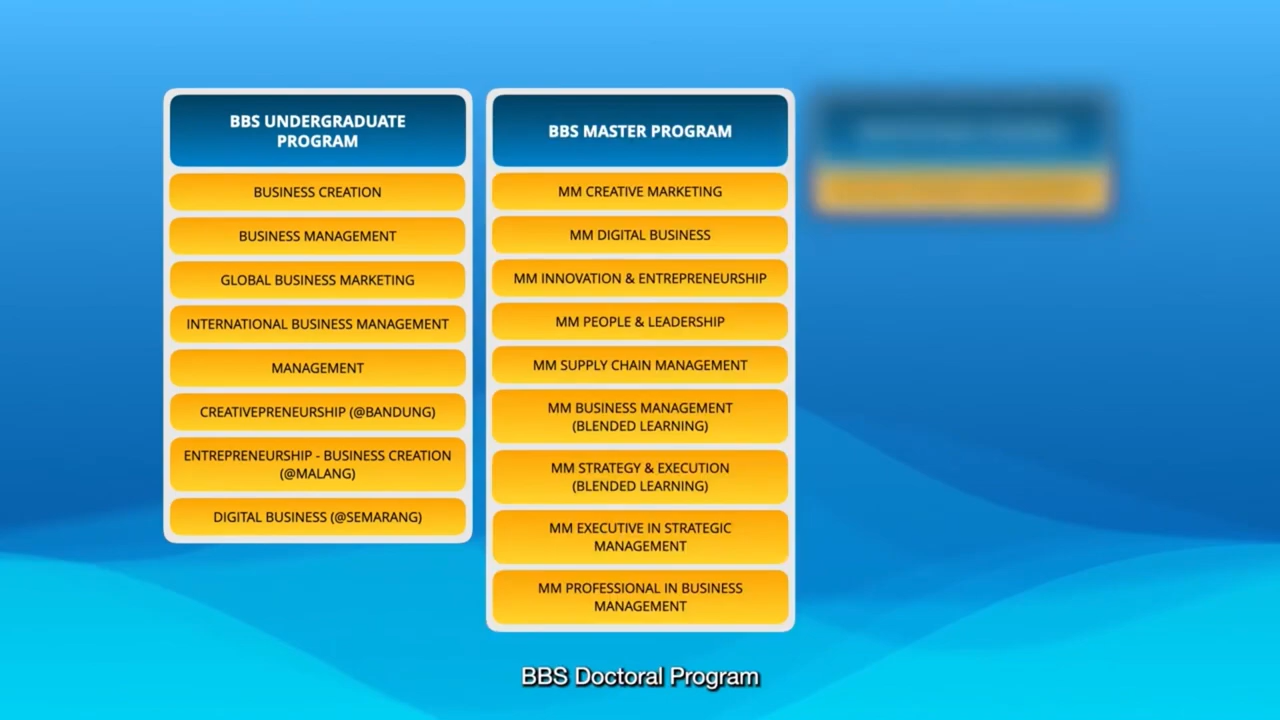 BBS UNDERGRADUATE
PROGRAM
BUSINESS CREATION
BUSINESS MANAGEMENT
GLOBAL BUSINESS MARKETING
INTERNATIONAL BUSINESS MANAGEMENT
MANAGEMENT
CREATIVEPRENEURSHIP (@BANDUNG)
ENTREPRENEURSHIP - BUSINESS CREATION
(@MALANG)
DIGITAL BUSINESS (@SEMARANG)
BBS MASTER PROGRAM
MM CREATIVE MARKETING
MM DIGITAL BUSINESS
MM INNOVATION & ENTREPRENEURSHIP
MM PEOPLE & LEADERSHIP
MM SUPPLY CHAIN MANAGEMENT
MM BUSINESS MANAGEMENT
(BLENDED LEARNING)
MM STRATEGY & EXECUTION
(BLENDED LEARNING)
MM EXECUTIVE IN STRATEGIC
MANAGEMENT
MM PROFESSIONAL IN BUSINESS
MANAGEMENT
BBS Doctoral Program